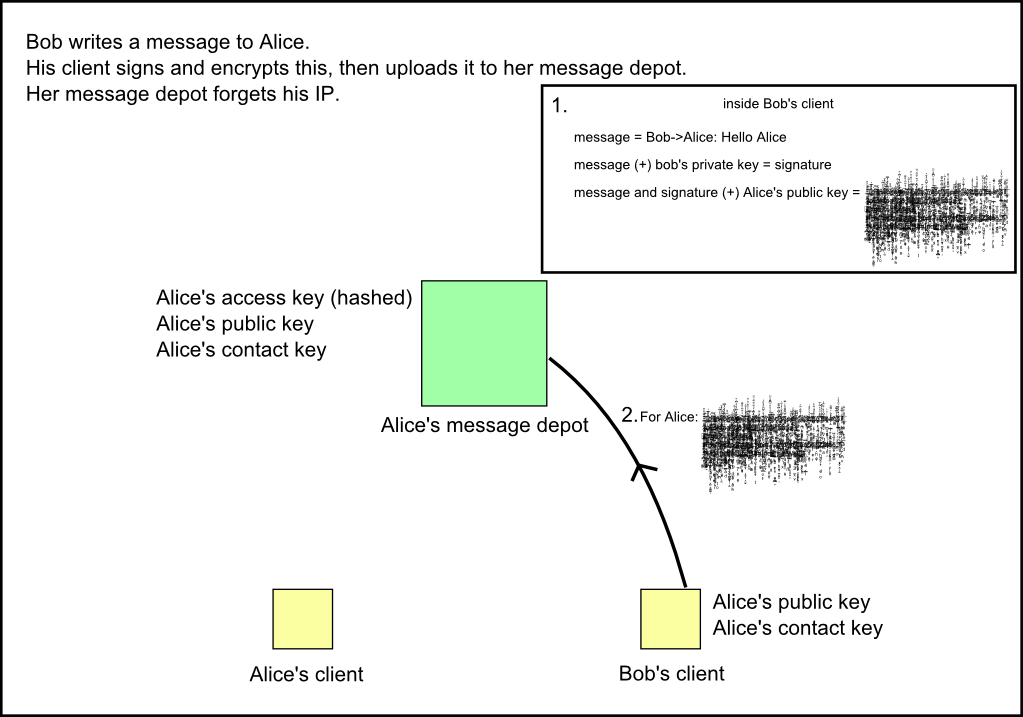 Bob writes a message to Alice.
His client signs and encrypts this, then uploads it to her message depot.
Her message depot forgets his IP.
1.
inside Bob's client
message = Bob->Alice: Hello Alice
message (+) bob's private key = signature
message and signature (+) Alice's public key =
Alice's access key (hashed)
Alice's public key
Alice's contact key
Alice's message depot
2. For Alice:
Alice's public key
Alice's contact key
Alice's client
Bob's client